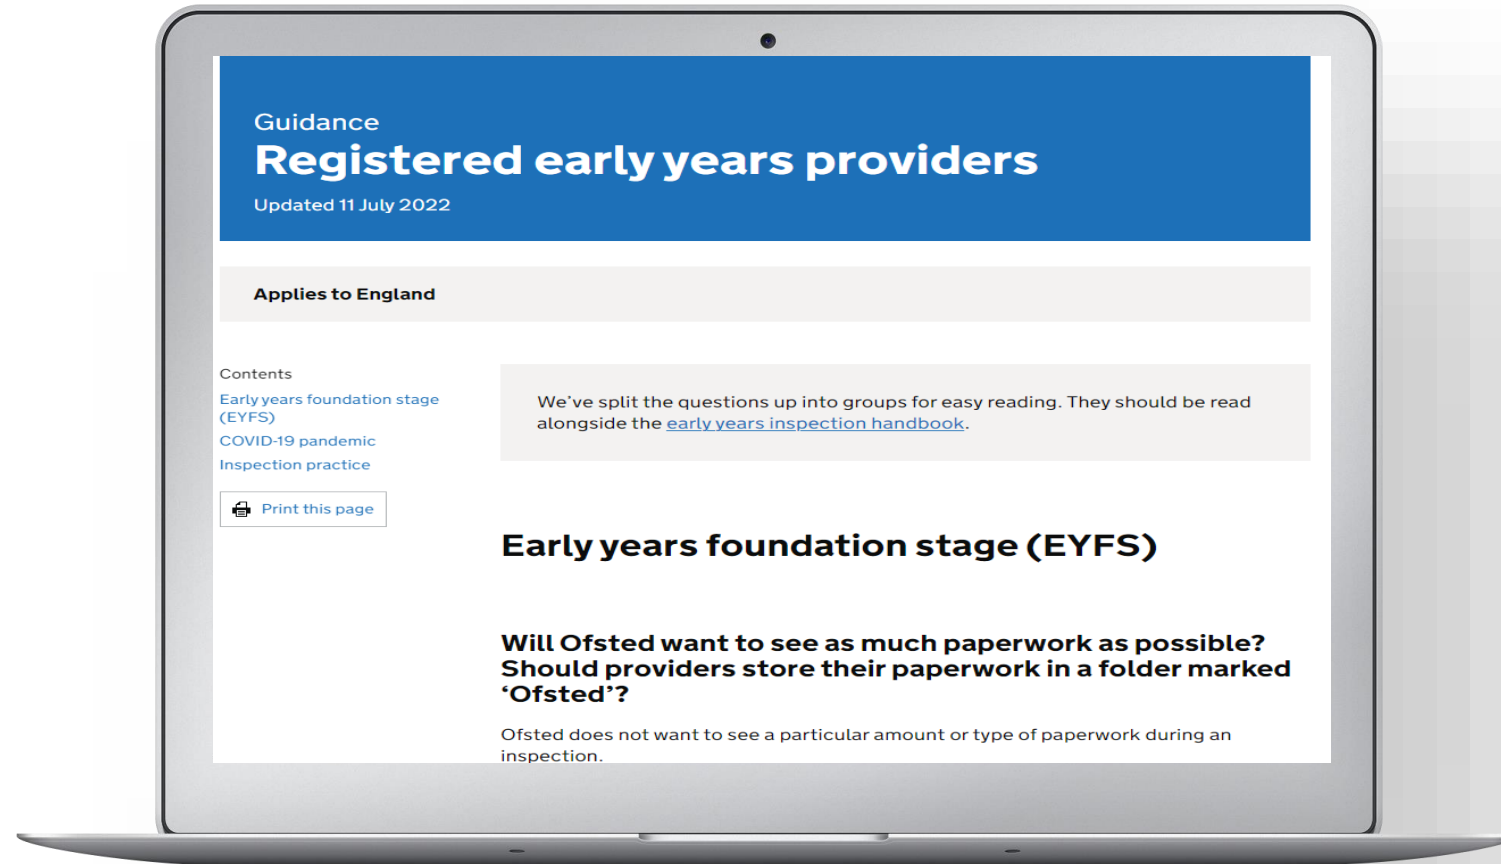 Guidance
Registered early years providers
Updated 11 July 2022
Applies to England
Contents
Early years foundation stage
(EYFS)
COVID-19 pandemic
Inspection practice
Print this page
We’ve split the questions up into groups for easy reading. They should be read
alongside the early years inspection handbook.
Early years foundation stage (EYFS)
Will Ofsted want to see as much paperwork as possible?
Should providers store their paperwork in a folder marked
‘Ofsted’?
Ofsted does not want to see a particular amount or type of paperwork during an
inspection.